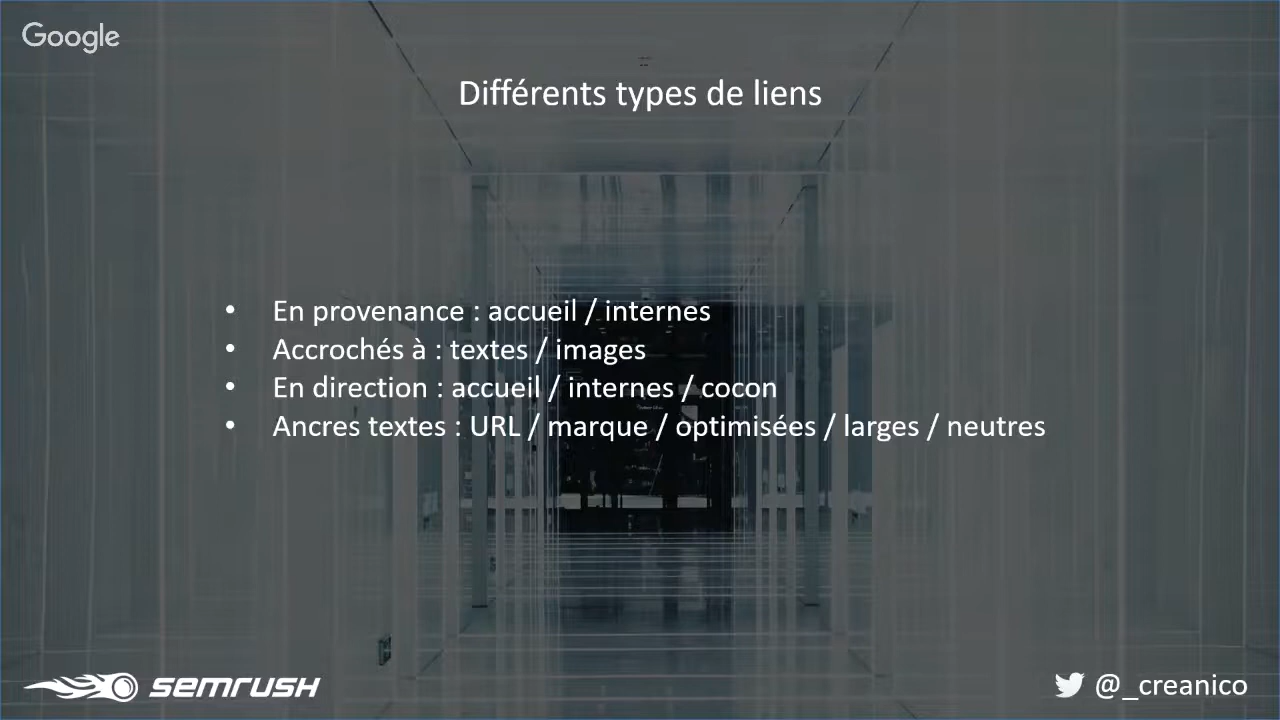 Google
Différents types de liens
• En provenance : accueil / internes
• Accrochés à : textes / images
• En direction : accueil / internes / cocon
• Ancres textes : URL / marque / optimisées / larges / neutres
SEMRUSH
@_creanico